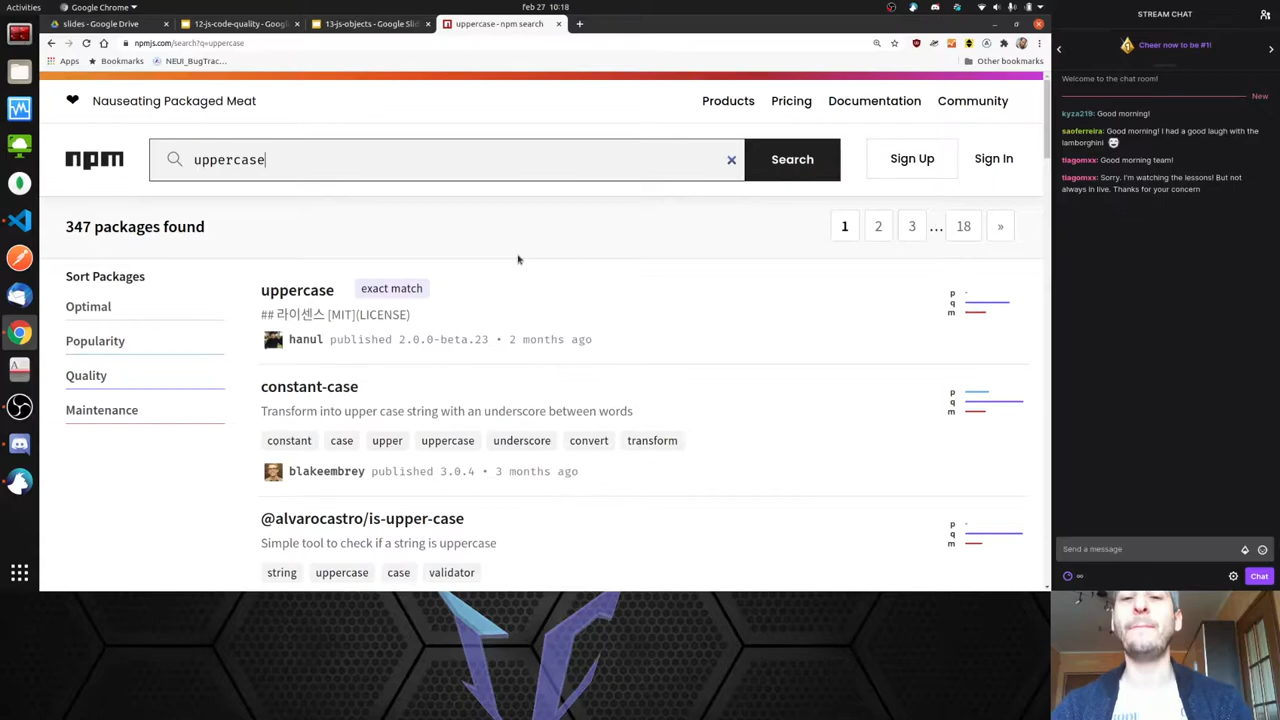 Activities
Google Chrome
Feb 27 10:18
slides - Google Drive
12-js-code-quality - Googl
13-js-objects - Google Slid
uppercase - npm search
npmjs.com/search?q=uppercase
Apps
Bookmarks
NEUI_BugTrac...
Other bookmarks
❤ Nauseating Packaged Meat
Products
Pricing
Documentation
Community
npm
uppercase
Search
Sign Up
Sign In
347 packages found
1
2
3
...
18
»
Sort Packages
Optimal
Popularity
Quality
Maintenance
uppercase
exact match
## 라이센스 [MIT](LICENSE)
hanul published 2.0.0-beta.23 • 2 months ago
p
q
m
constant-case
Transform into upper case string with an underscore between words
constant
case
upper
uppercase
underscore
convert
transform
blakeembrey published 3.0.4 • 3 months ago
p
q
m
@alvarocastro/is-upper-case
Simple tool to check if a string is uppercase
string
uppercase
case
validator
p
q
m
STREAM CHAT
Cheer now to be #1!
Welcome to the chat room!
New
kyza219: Good morning!
saoferreira: Good morning! I had a good laugh with the
lamborghini
tiagomxx: Good morning team!
tiagomxx: Sorry. I'm watching the lessons! But not
always in live. Thanks for your concern
Send a message
∞
Chat